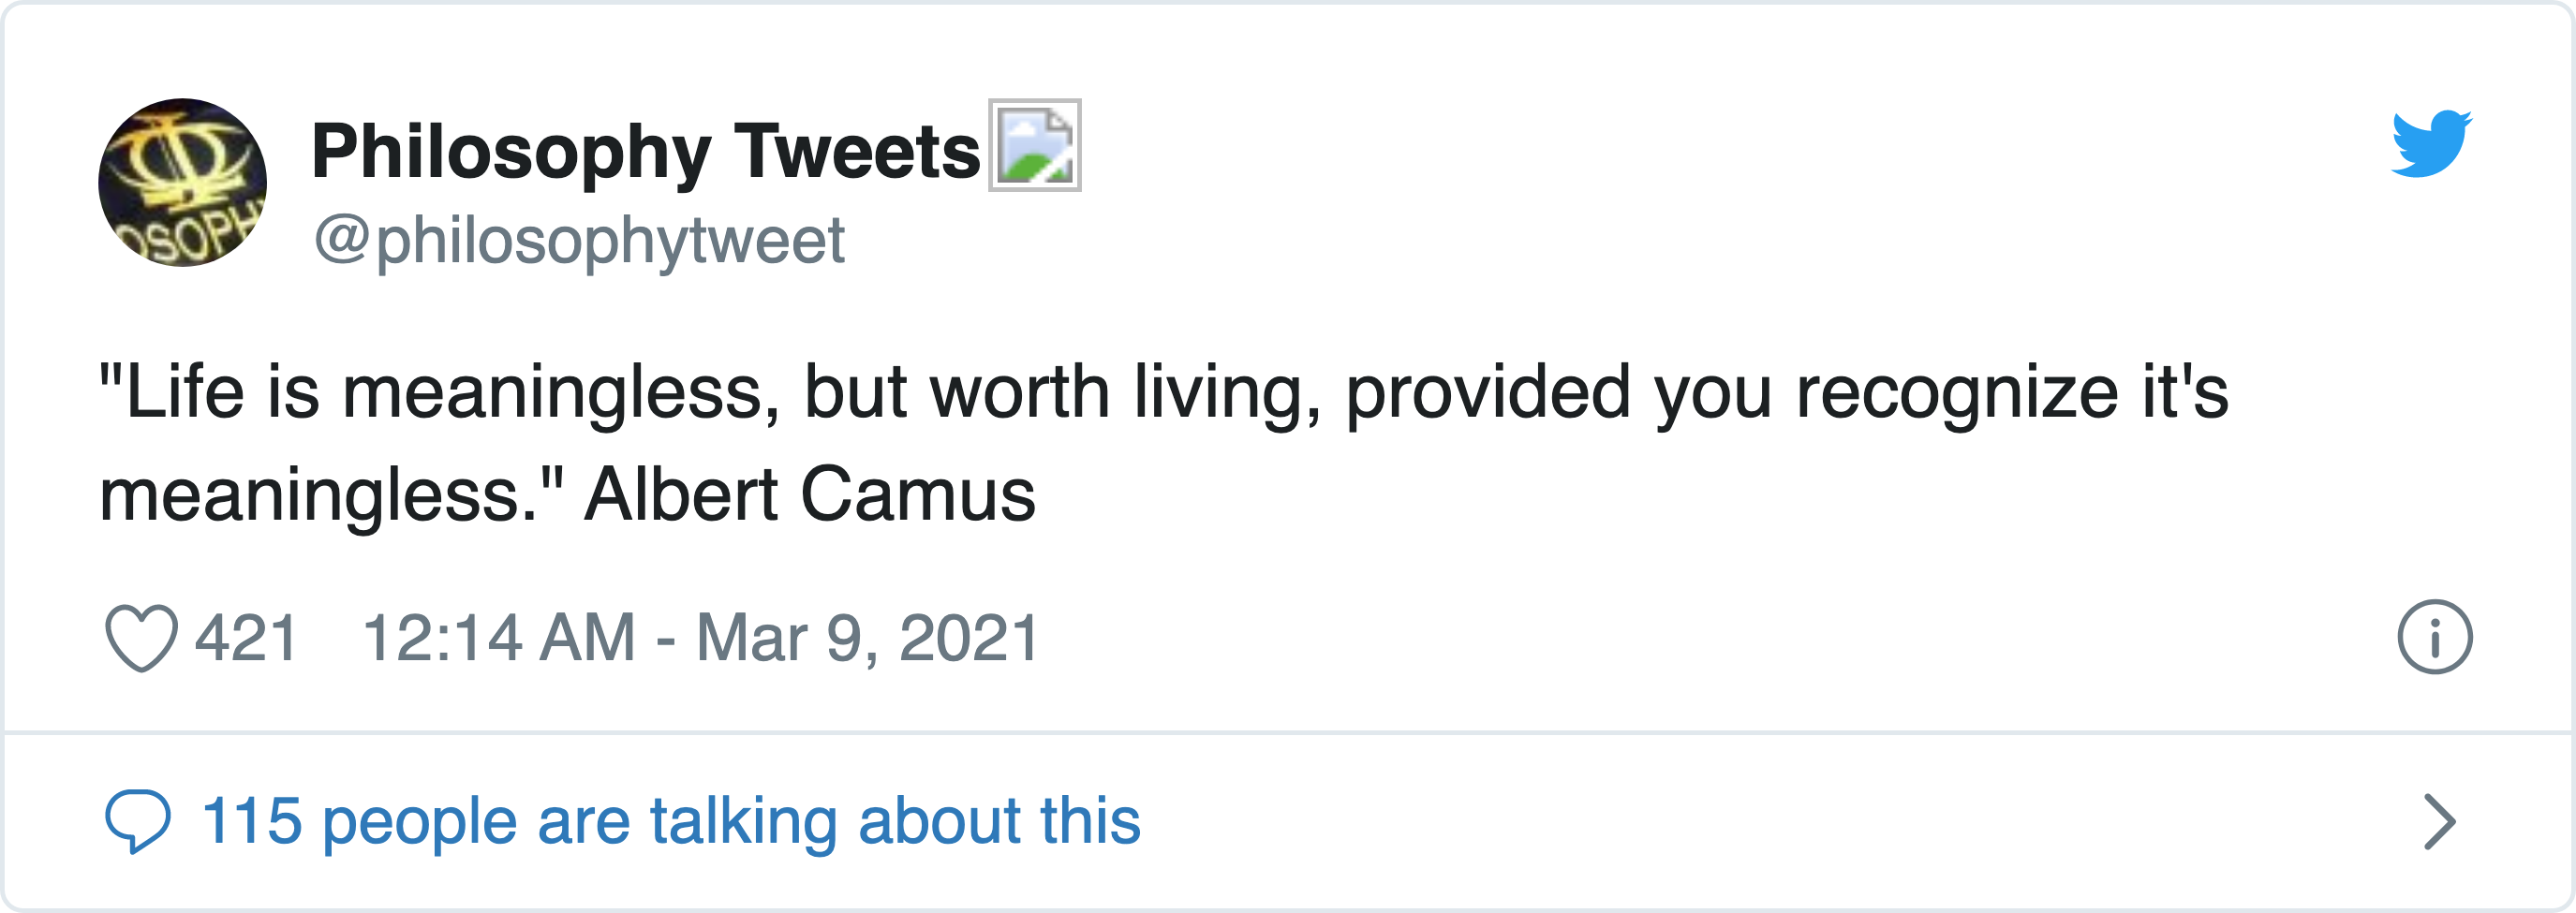 Philosophy Tweets
@philosophytweet
"Life is meaningless, but worth living, provided you recognize it's
meaningless." Albert Camus
421 12:14 AM - Mar 9, 2021
115 people are talking about this
OSOPH